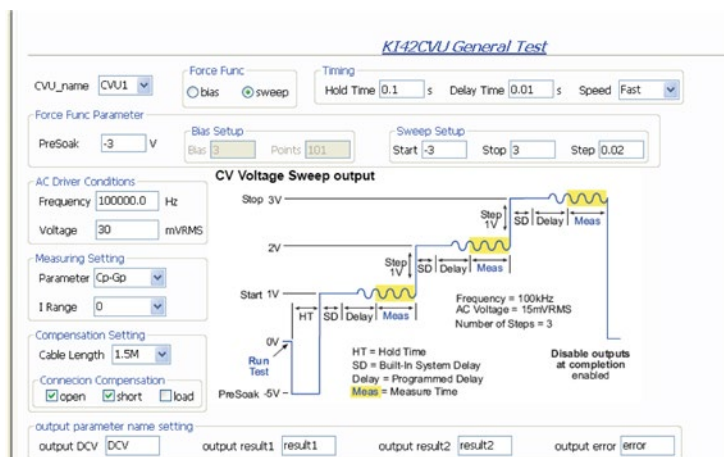 KI42CVU General Test
CVU_name CVU1
Force Func
bias sweep
Timing
Hold Time 0.1 s Delay Time 0.01 s Speed Fast
Force Func Parameter
PreSoak -3 V
Bias Setup
Bias 3 Points 101
Sweep Setup
Start -3 Stop 3 Step 0.02
AC Driver Conditions
Frequency 100000.0 Hz
Voltage 30 mVRMS
Measuring Setting
Parameter Cp-Gp
I Range 0
Compensation Setting
Cable Length 1.5M
Connecion Compensation
open short load
CV Voltage Sweep output
Stop 3V
Step 1V
SD Delay Meas
2V
Step 1V
SD Delay Meas
Start 1V
HT SD Delay Meas
Frequency = 100kHz
AC Voltage = 15mVRMS
Number of Steps = 3
0V
Run Test
PreSoak -5V
HT = Hold Time
SD = Built-In System Delay
Delay = Programmed Delay
Meas = Measure Time
Disable outputs
at completion
enabled
output parameter name setting
output DCV DCV output result1 result1 output result2 result2 output error error